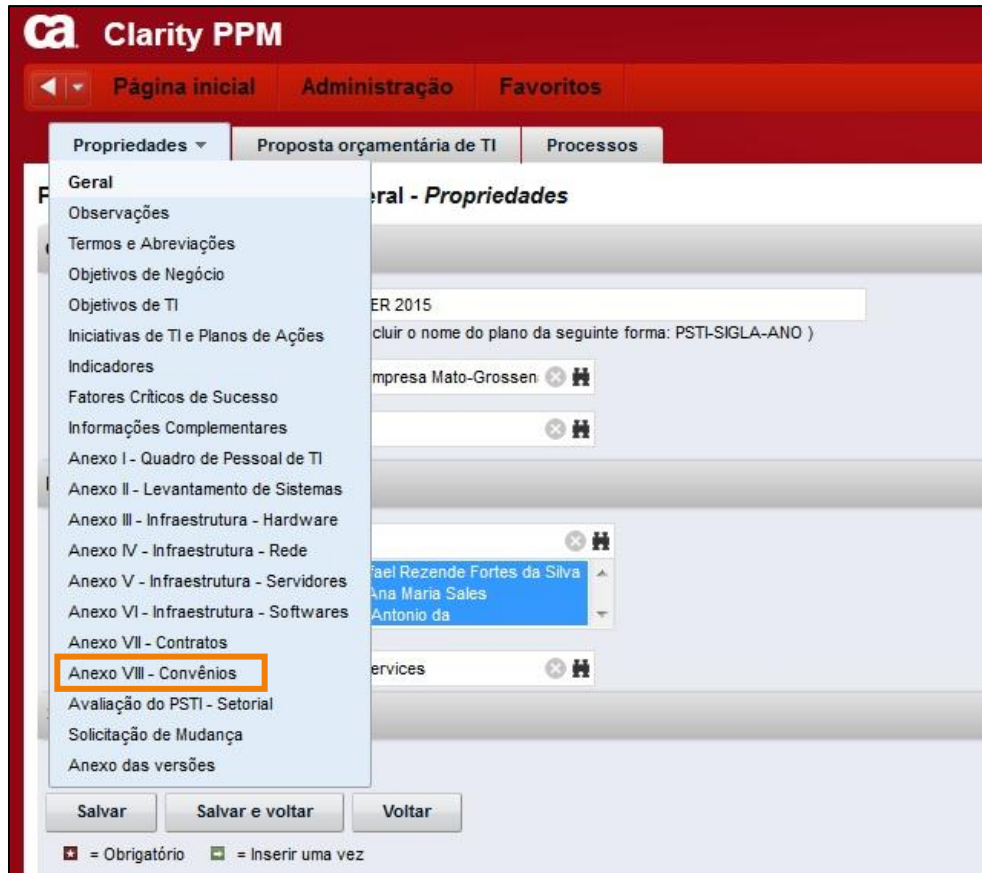 ca Clarity PPM
Página inicial Administração Favoritos
Propriedades Proposta orçamentária de TI Processos
Geral
eral - Propriedades
Observações
Termos e Abreviações
Objetivos de Negócio
Objetivos de TI
ER 2015
Iniciativas de TI e Planos de Ações
cluir o nome do plano da seguinte forma: PSTI-SIGLA-ANO )
Indicadores
mpresa Mato-Grossen
Fatores Críticos de Sucesso
Informações Complementares
Anexo I - Quadro de Pessoal de TI
Anexo II - Levantamento de Sistemas
Anexo III - Infraestrutura - Hardware
Anexo IV - Infraestrutura - Rede
Anexo V - Infraestrutura - Servidores
fael Rezende Fortes da Silva
Ana Maria Sales
Anexo VI - Infraestrutura - Softwares
Antonio da
Anexo VII - Contratos
Anexo VIII - Convênios
ervices
Avaliação do PSTI - Setorial
Solicitação de Mudança
Anexo das versões
Salvar Salvar e voltar Voltar
= Obrigatório = Inserir uma vez